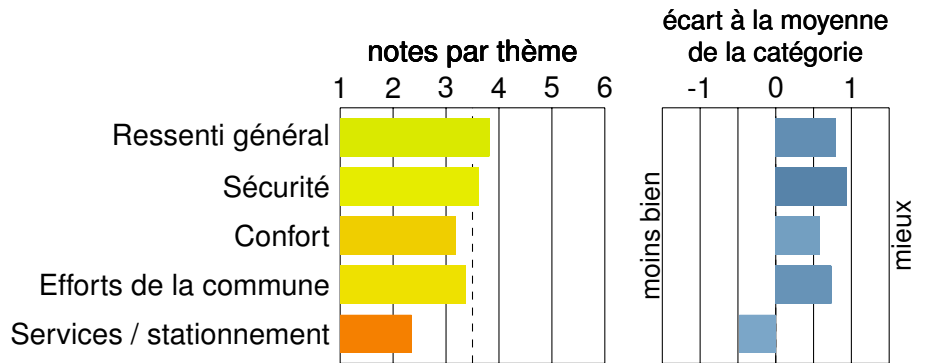 notes par thème
1 2 3 4 5 6
écart à la moyenne
de la catégorie
-1 0 1
Ressenti général
Sécurité
Confort
Efforts de la commune
Services / stationnement
moins bien
mieux